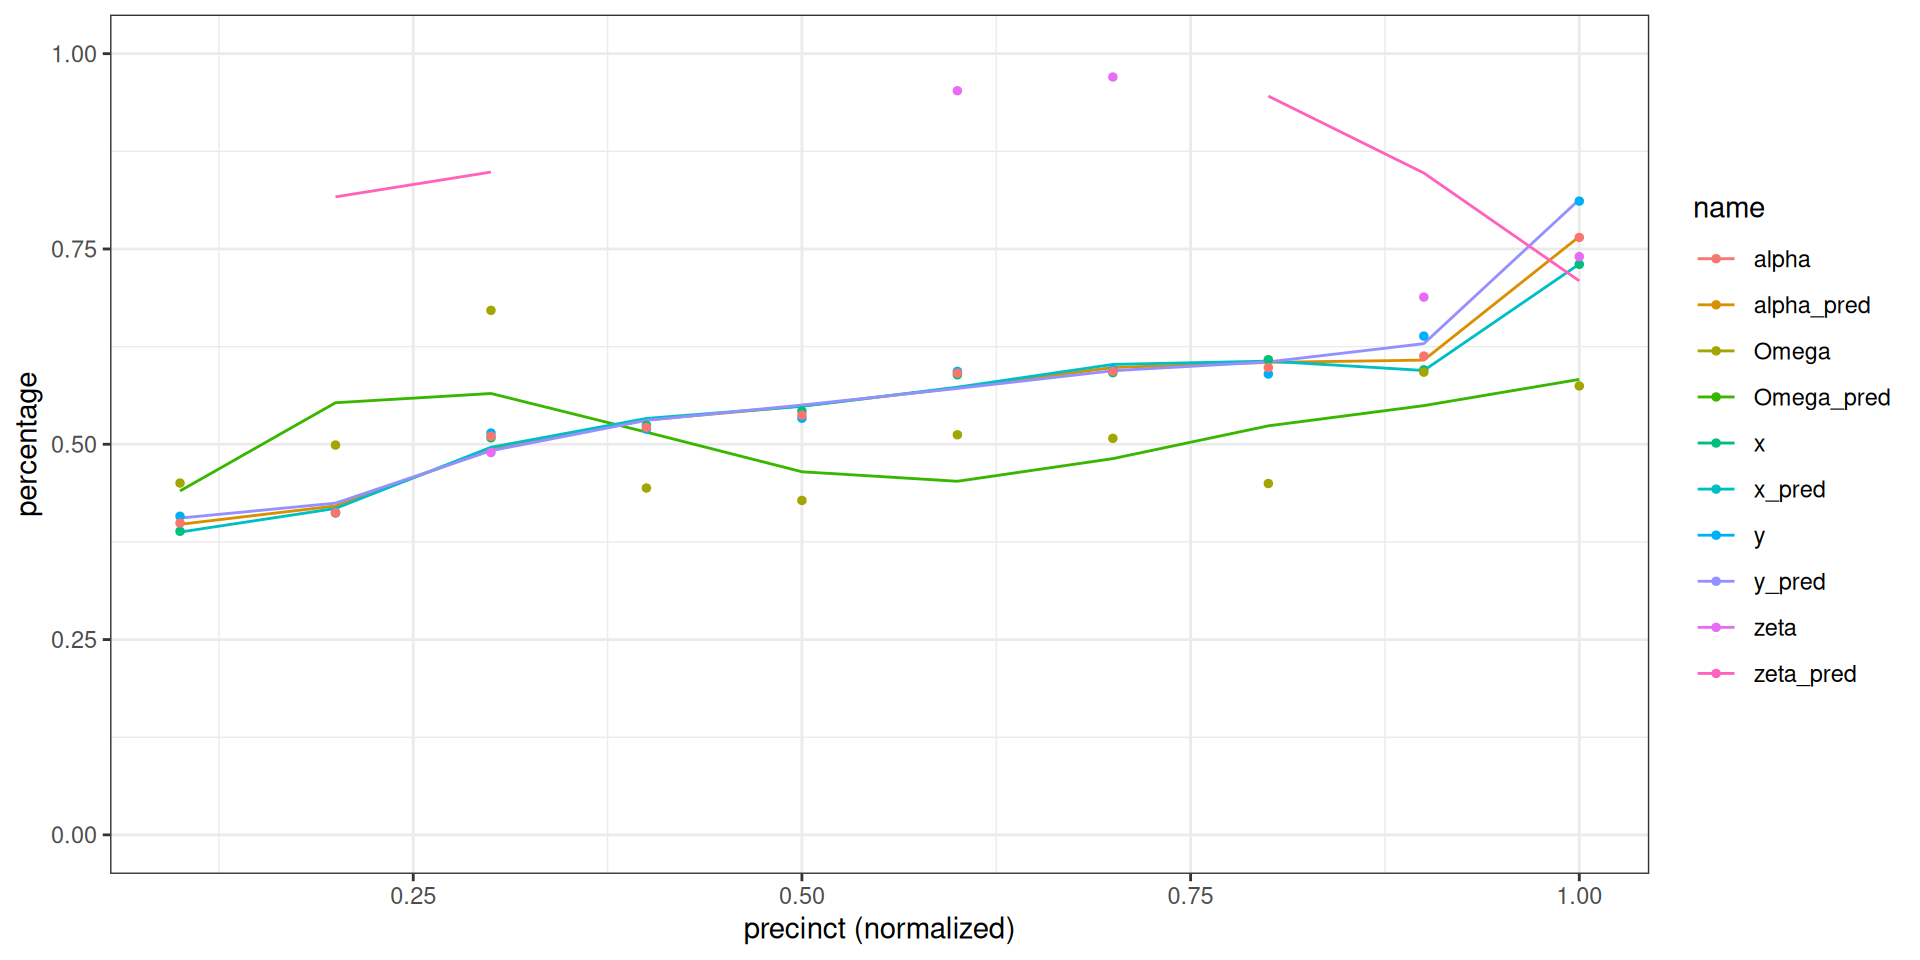 1.00
0.75
0.50
0.25
0.00
percentage
0.25 0.50 0.75 1.00
precinct (normalized)
name
alpha
alpha_pred
Omega
Omega_pred
x
x_pred
y
y_pred
zeta
zeta_pred